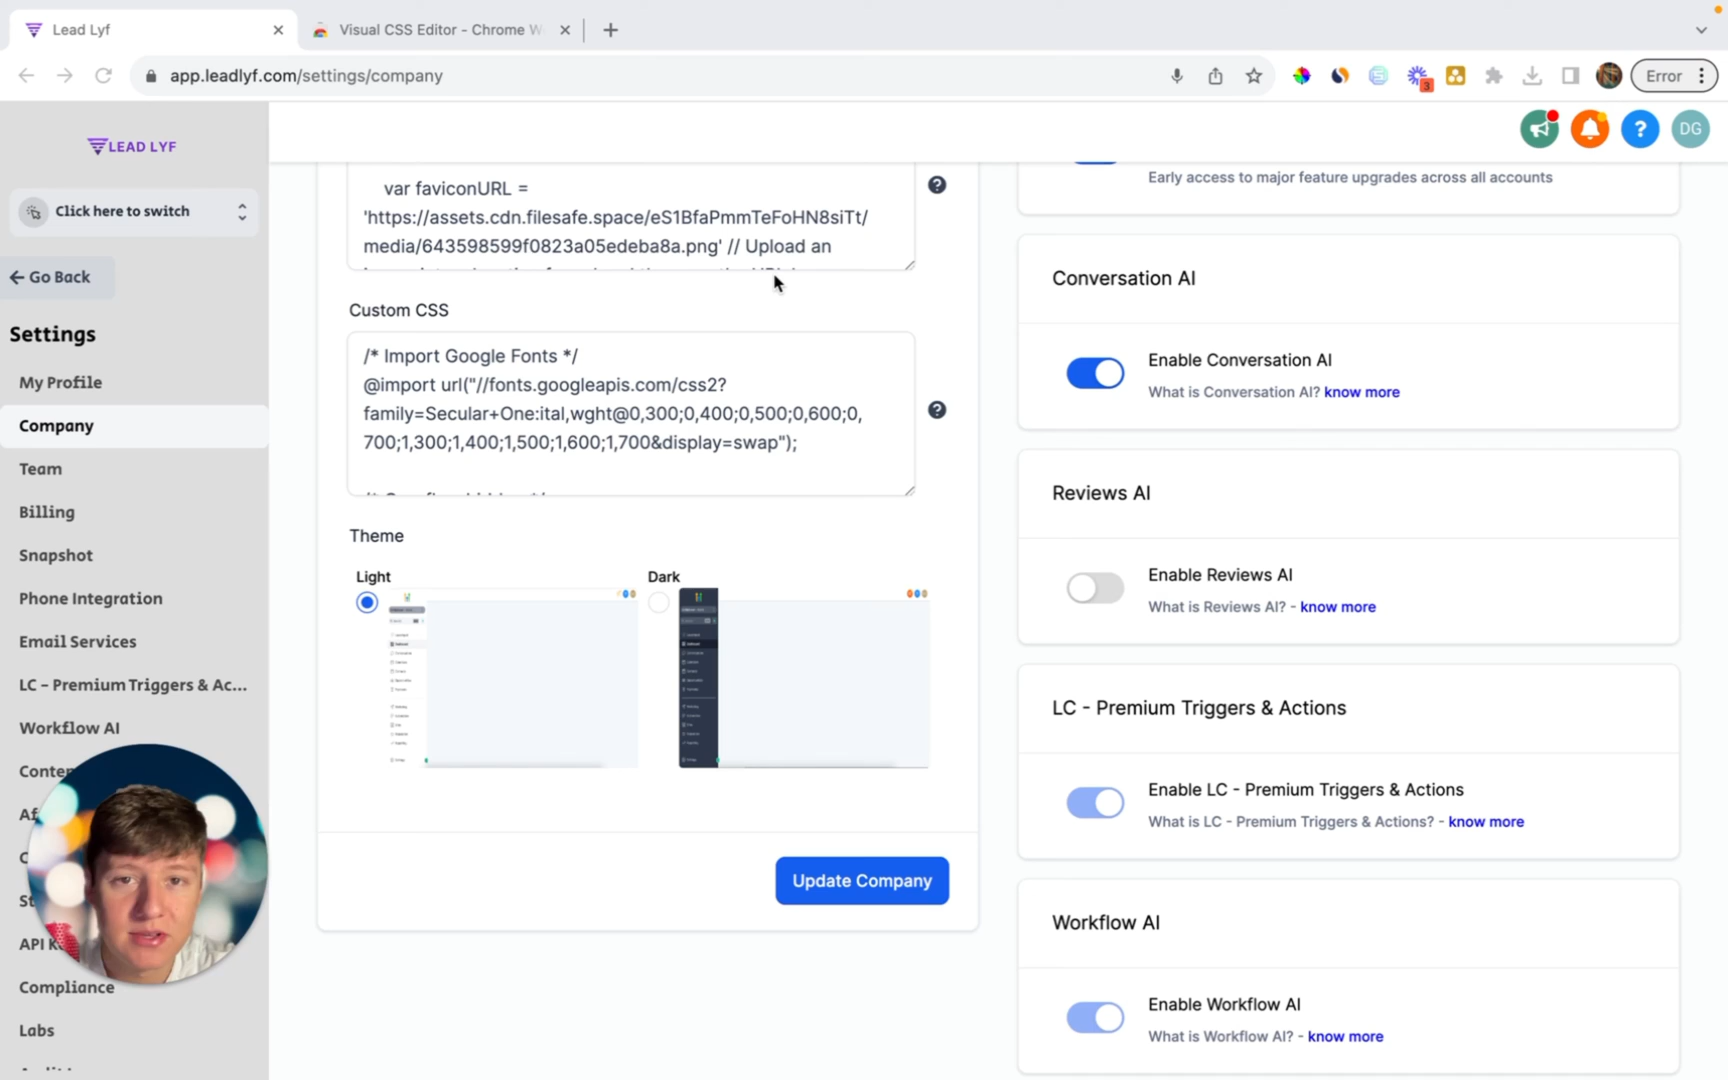 Lead Lyf
Visual CSS Editor - Chrome W
app.leadlyf.com/settings/company
3
Error
LEAD LYF
DG
Click here to switch
Go Back
Settings
My Profile
Company
Team
Billing
Snapshot
Phone Integration
Email Services
LC - Premium Triggers & Ac...
Workflow AI
Conte
Af
C
St
API K
Compliance
Labs
var faviconURL =
'https://assets.cdn.filesafe.space/eS1BfaPmmTeFoHN8siTt/
media/643598599f0823a05edeba8a.png' // Upload an
Custom CSS
/* Import Google Fonts */
@import url("//fonts.googleapis.com/css2?
family=Secular+One:ital,wght@0,300;0,400;0,500;0,600;0,
700;1,300;1,400;1,500;1,600;1,700&display=swap");
Theme
Light
Dark
Update Company
Early access to major feature upgrades across all accounts
Conversation AI
Enable Conversation AI
What is Conversation AI? know more
Reviews AI
Enable Reviews AI
What is Reviews AI? - know more
LC - Premium Triggers & Actions
Enable LC - Premium Triggers & Actions
What is LC - Premium Triggers & Actions? - know more
Workflow AI
Enable Workflow AI
What is Workflow AI? - know more